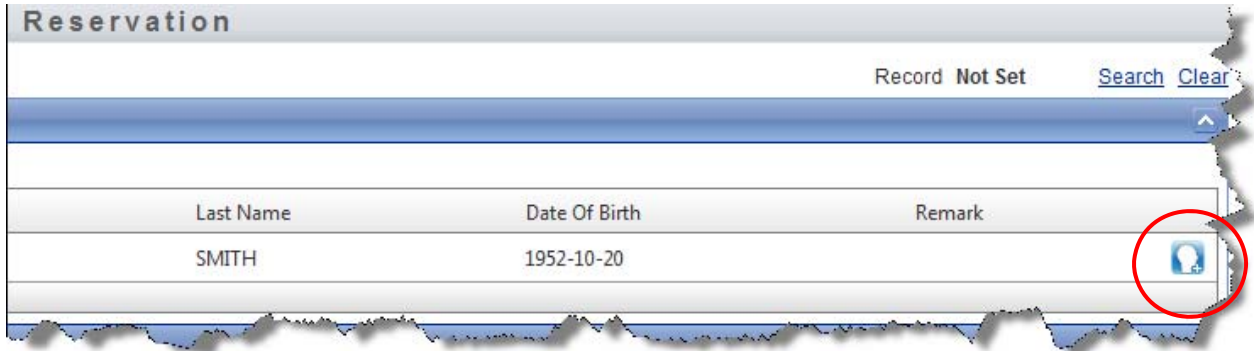 Reservation
Record Not Set Search Clear
Last Name Date Of Birth Remark
SMITH 1952-10-20